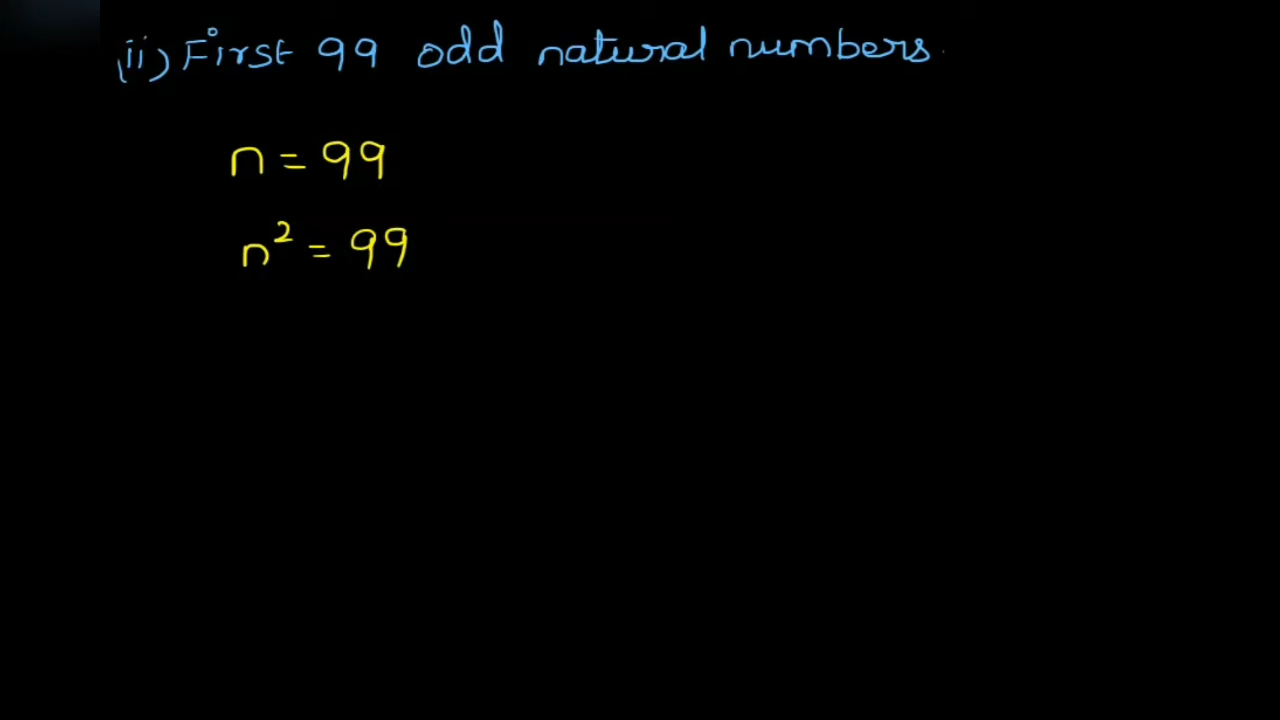 (ii) First 99 odd natural numbers.
n = 99
n² = 99